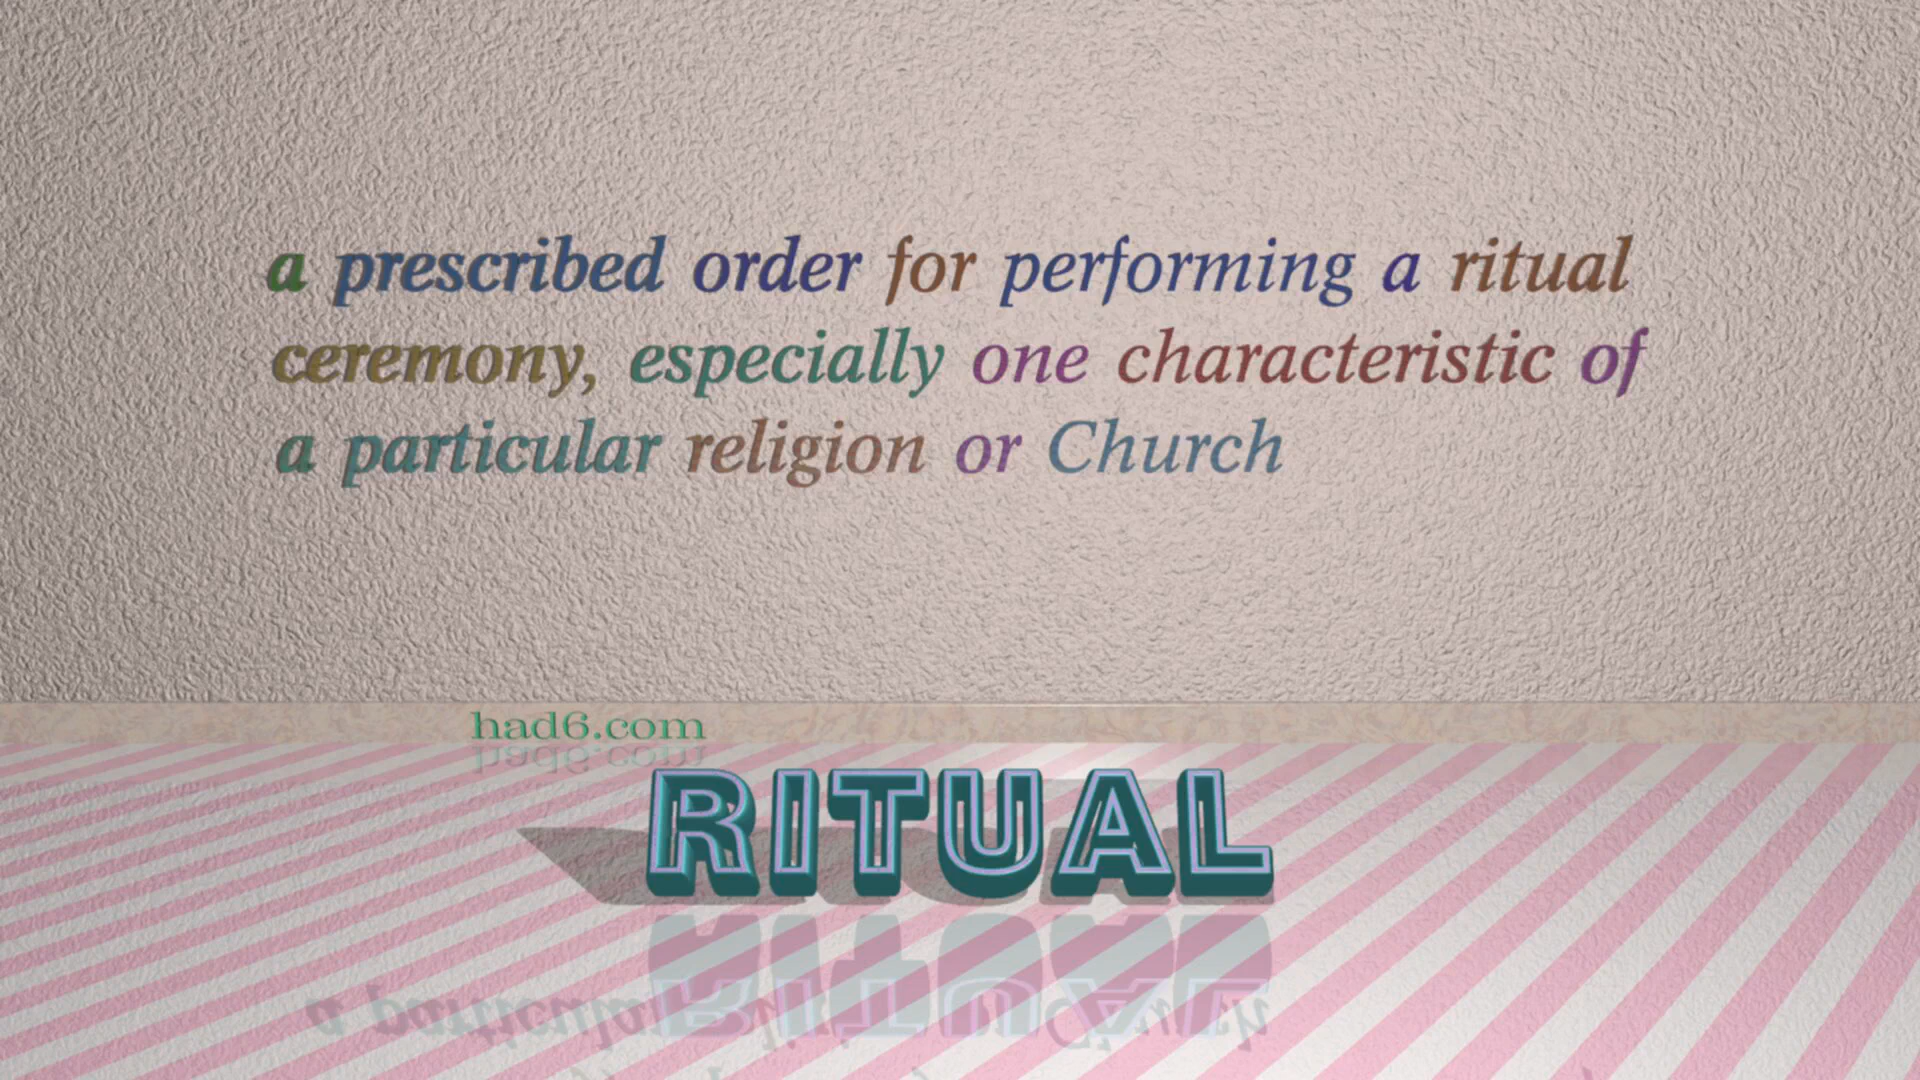 a prescribed order for performing a ritual
ceremony, especially one characteristic of
a particular religion or Church
had6.com
RITUAL